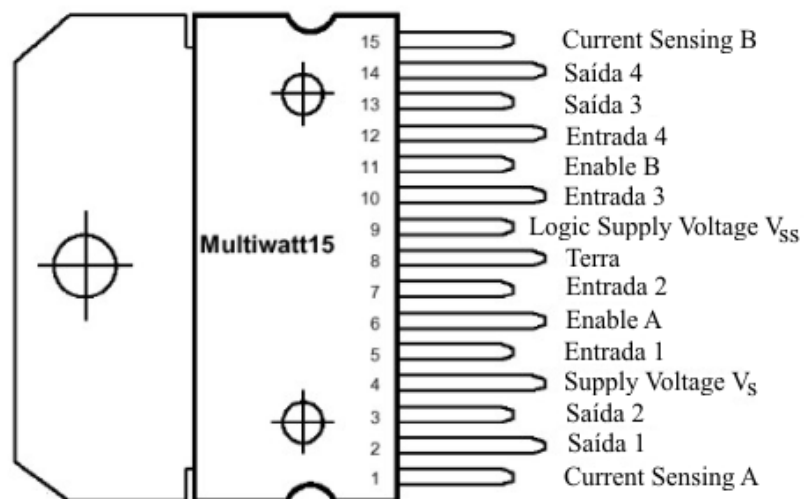 15 Current Sensing B
14 Saída 4
13 Saída 3
12 Entrada 4
11 Enable B
10 Entrada 3
9 Logic Supply Voltage VSS
Multiwatt15
8 Terra
7 Entrada 2
6 Enable A
5 Entrada 1
4 Supply Voltage VS
3 Saída 2
2 Saída 1
1 Current Sensing A